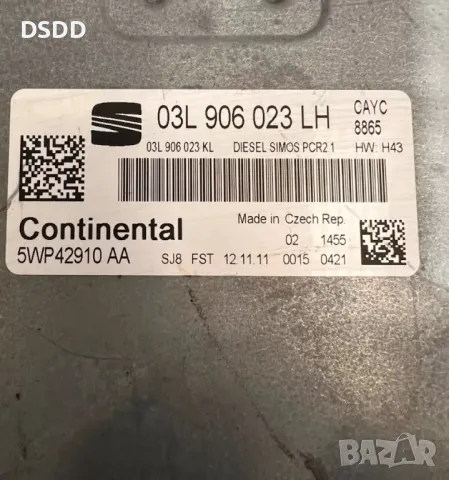 DSDD
03L 906 023 LH
CAYC
8865
03L 906 023 KL DIESEL SIMOS PCR2.1 HW: H43
Continental
Made in Czech Rep.
02 1455
5WP42910 AA SJ8 FST 12.11.11 0015 0421
BAZAR
bg